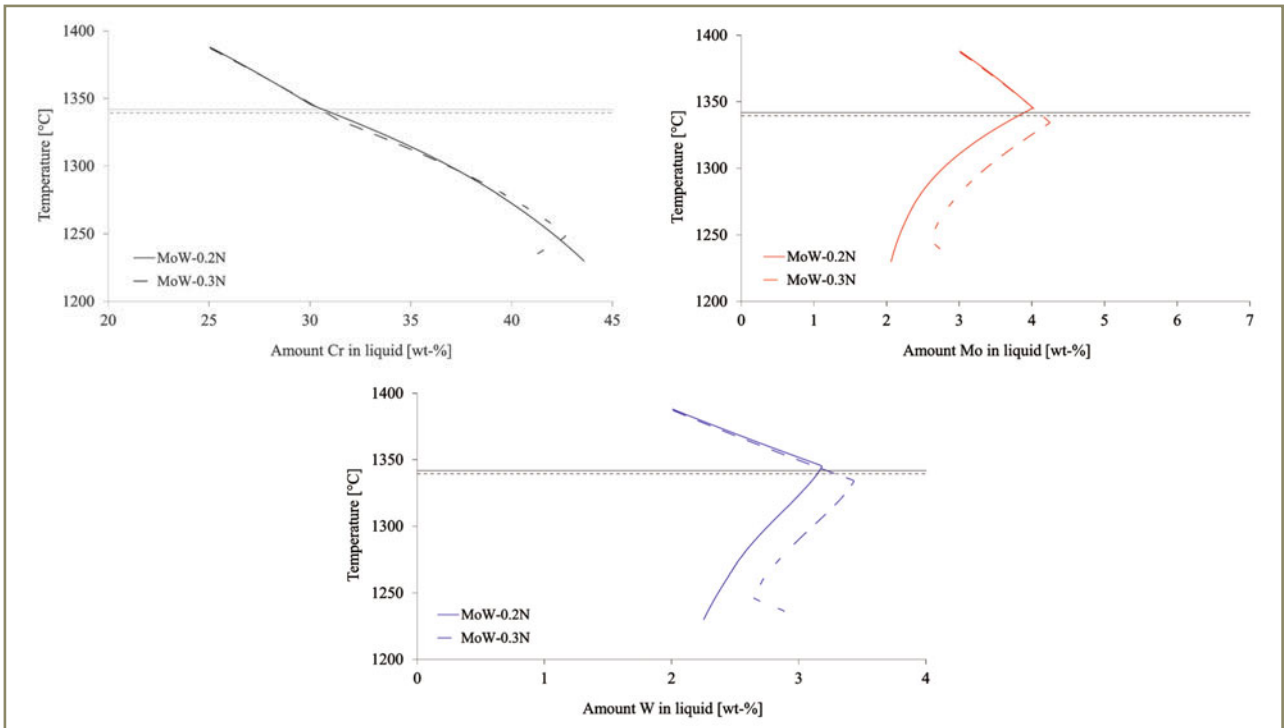 1400
1350
1300
1250
1200
Temperature [°C]
MoW-0.2N
MoW-0.3N
20 25 30 35 40 45
Amount Cr in liquid [wt-%]
1400
1350
1300
1250
1200
Temperature [°C]
MoW-0.2N
MoW-0.3N
0 1 2 3 4 5 6 7
Amount Mo in liquid [wt-%]
1400
1350
1300
1250
1200
Temperature [°C]
MoW-0.2N
MoW-0.3N
0 1 2 3 4
Amount W in liquid [wt-%]